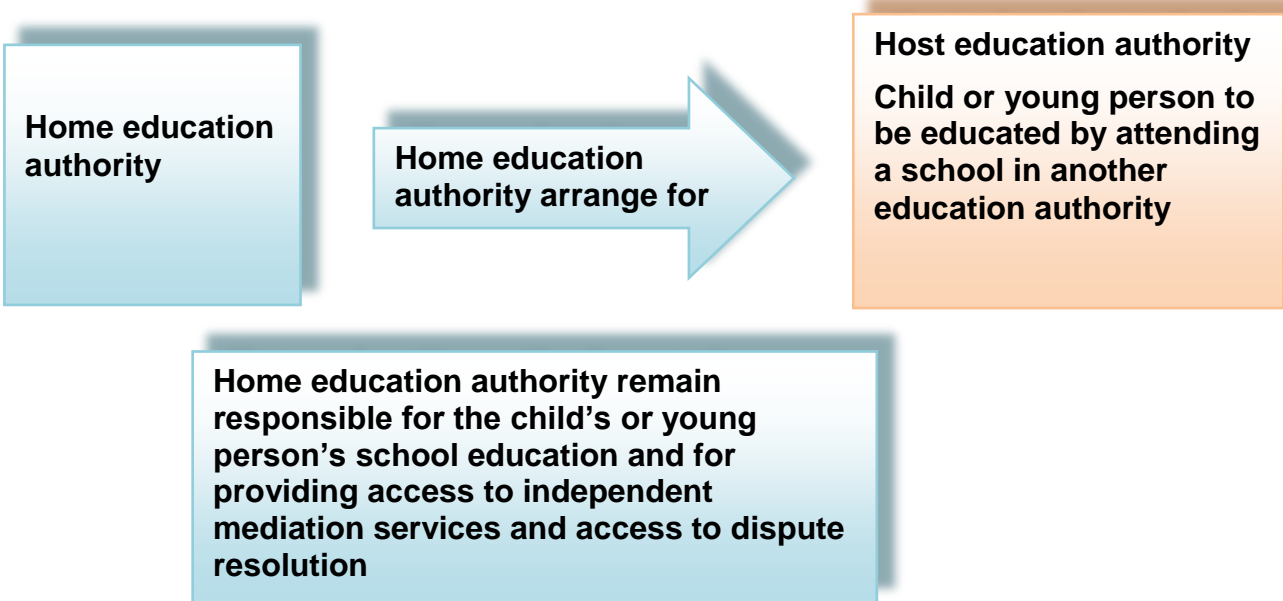 Home education
authority
Home education
authority arrange for
Host education authority
Child or young person to
be educated by attending
a school in another
education authority
Home education authority remain
responsible for the child’s or young
person’s school education and for
providing access to independent
mediation services and access to dispute
resolution